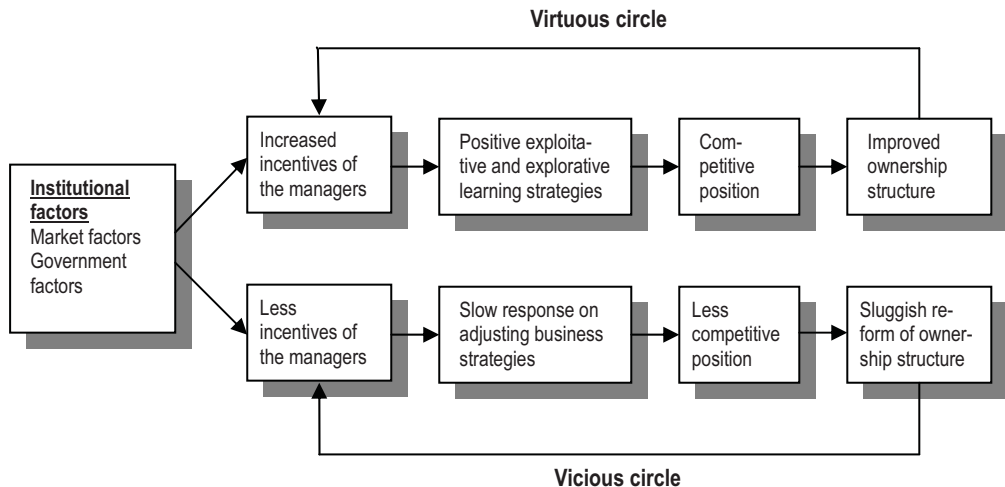 Virtuous circle
Institutional
factors
Market factors
Government
factors
Increased
incentives of
the managers
Positive exploita-
tive and explorative
learning strategies
Com-
petitive
position
Improved
ownership
structure
Less
incentives of
the managers
Slow response on
adjusting business
strategies
Less
competitive
position
Sluggish re-
form of owner-
ship structure
Vicious circle